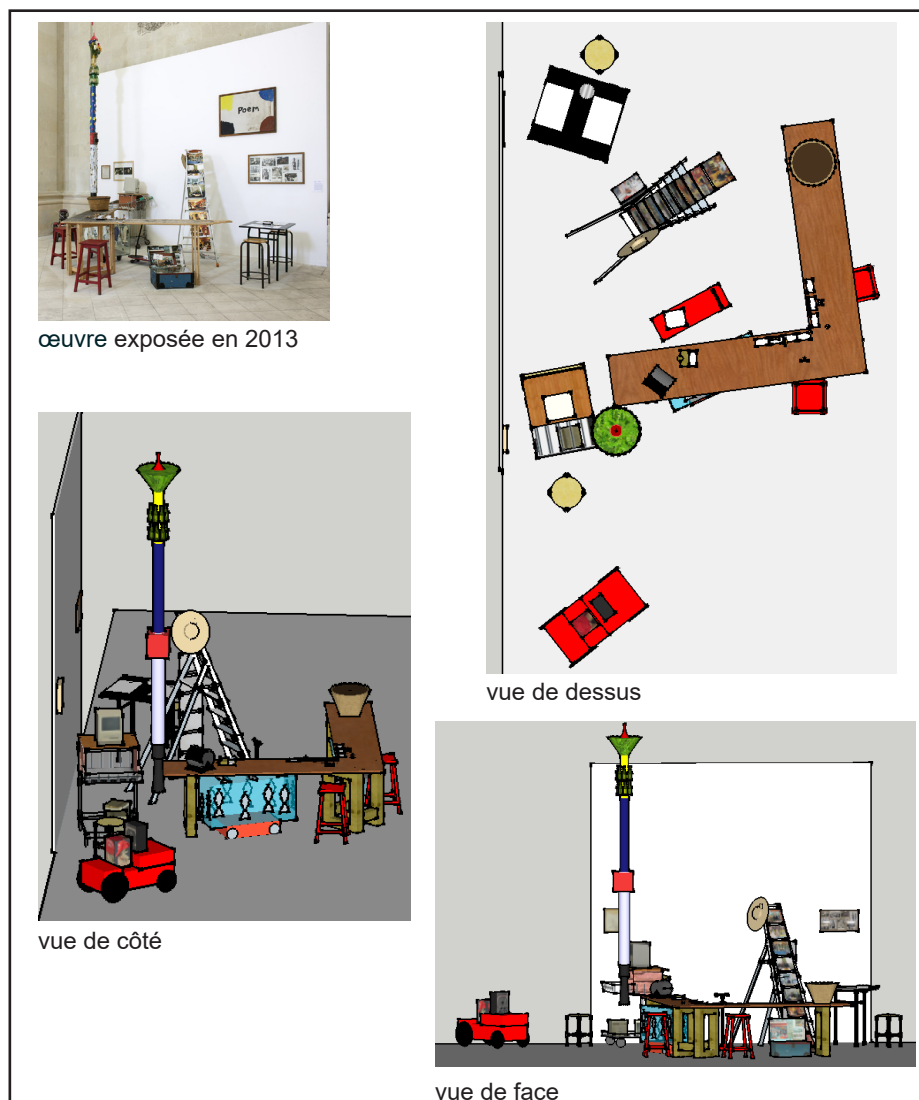 Poem
œuvre exposée en 2013
vue de dessus
vue de côté
vue de face